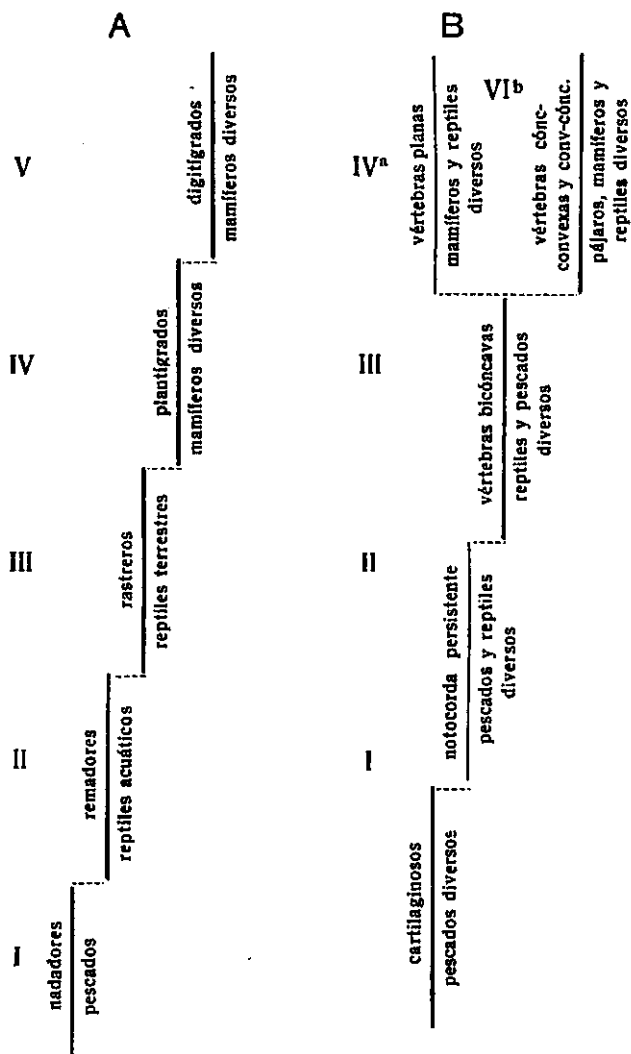 A
V
digitígrados
mamíferos diversos
IV
plantígrados
mamíferos diversos
III
rastreros
reptiles terrestres
II
remadores
reptiles acuáticos
I
nadadores
pescados
B
IVª
vértebras planas
mamíferos y reptiles
diversos
VIᵇ
vértebras cónc-
convexas y conv-cónc.
pájaros, mamíferos y
reptiles diversos
III
vértebras bicóncavas
reptiles y pescados
diversos
II
notocorda persistente
pescados y reptiles
diversos
I
cartilaginosos
pescados diversos